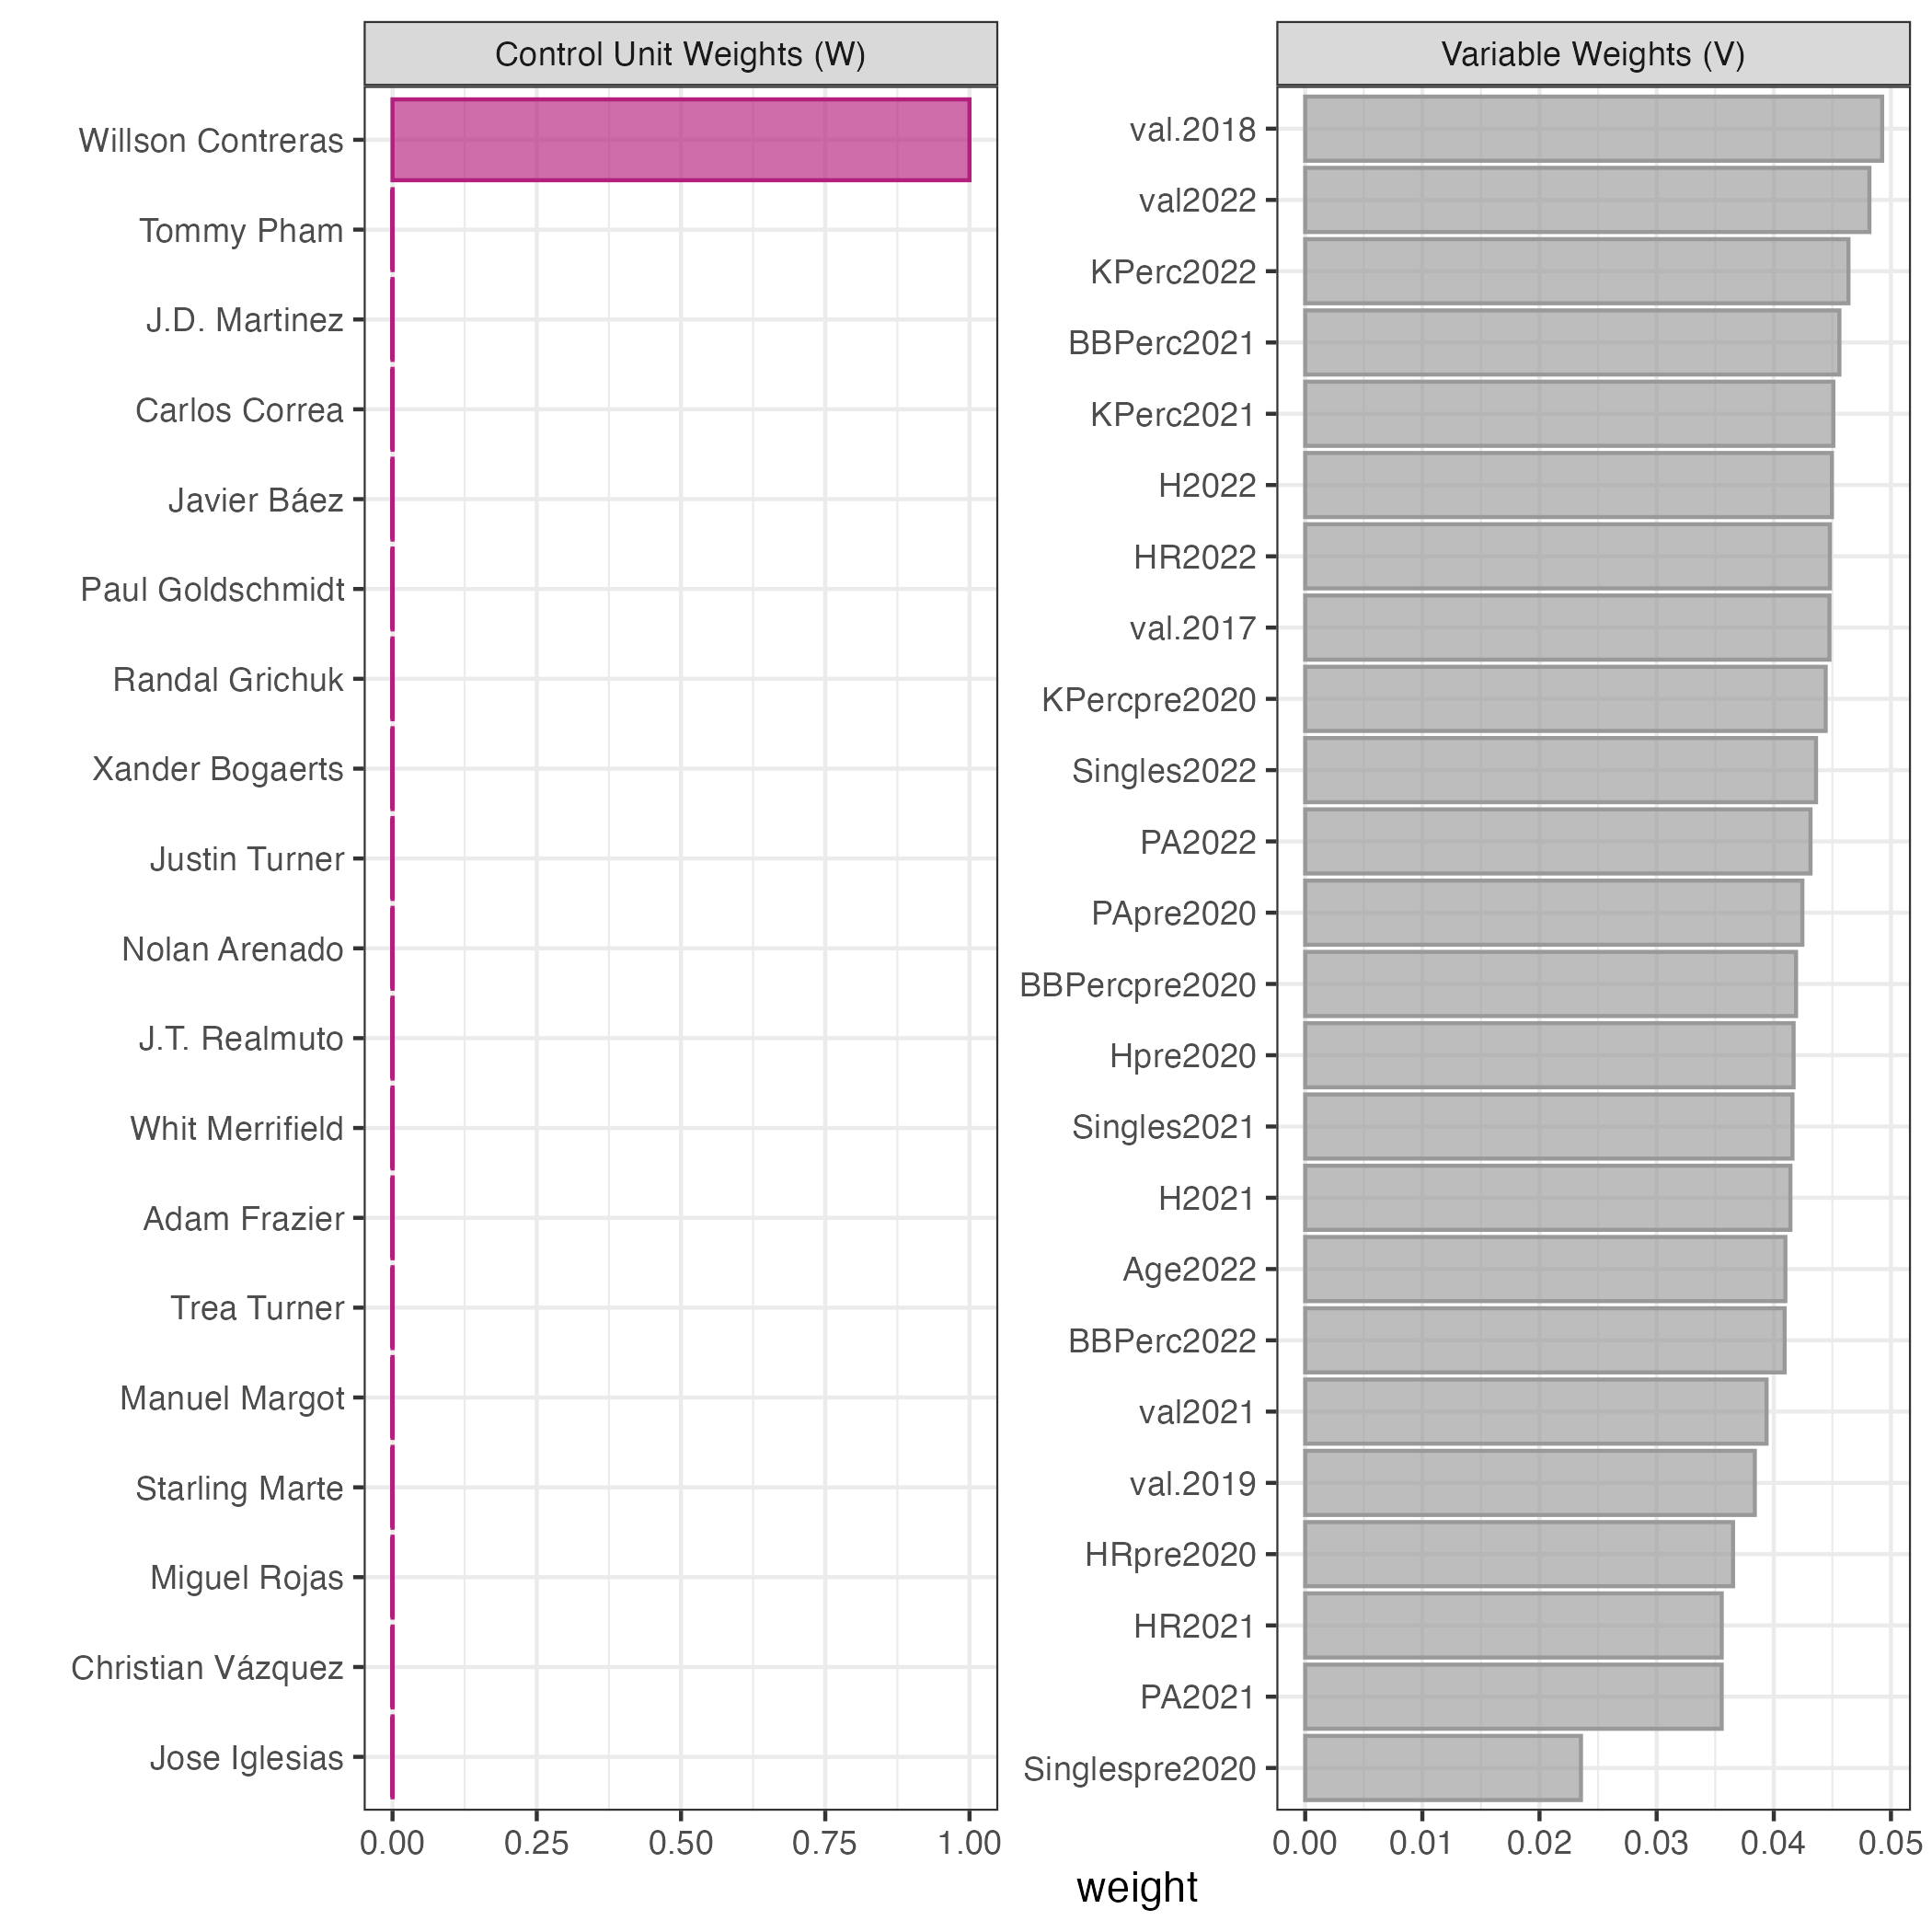 Control Unit Weights (W)
Willson Contreras
Tommy Pham
J.D. Martinez
Carlos Correa
Javier Báez
Paul Goldschmidt
Randal Grichuk
Xander Bogaerts
Justin Turner
Nolan Arenado
J.T. Realmuto
Whit Merrifield
Adam Frazier
Trea Turner
Manuel Margot
Starling Marte
Miguel Rojas
Christian Vázquez
Jose Iglesias
0.00 0.25 0.50 0.75 1.00
Variable Weights (V)
val.2018
val2022
KPerc2022
BBPerc2021
KPerc2021
H2022
HR2022
val.2017
KPercpre2020
Singles2022
PA2022
PApre2020
BBPercpre2020
Hpre2020
Singles2021
H2021
Age2022
BBPerc2022
val2021
val.2019
HRpre2020
HR2021
PA2021
Singlespre2020
0.00 0.01 0.02 0.03 0.04 0.05
weight